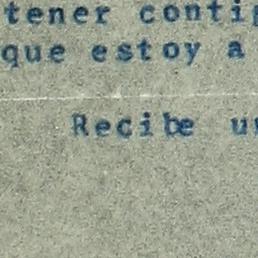 tener conti
que estoy a
Recibe u